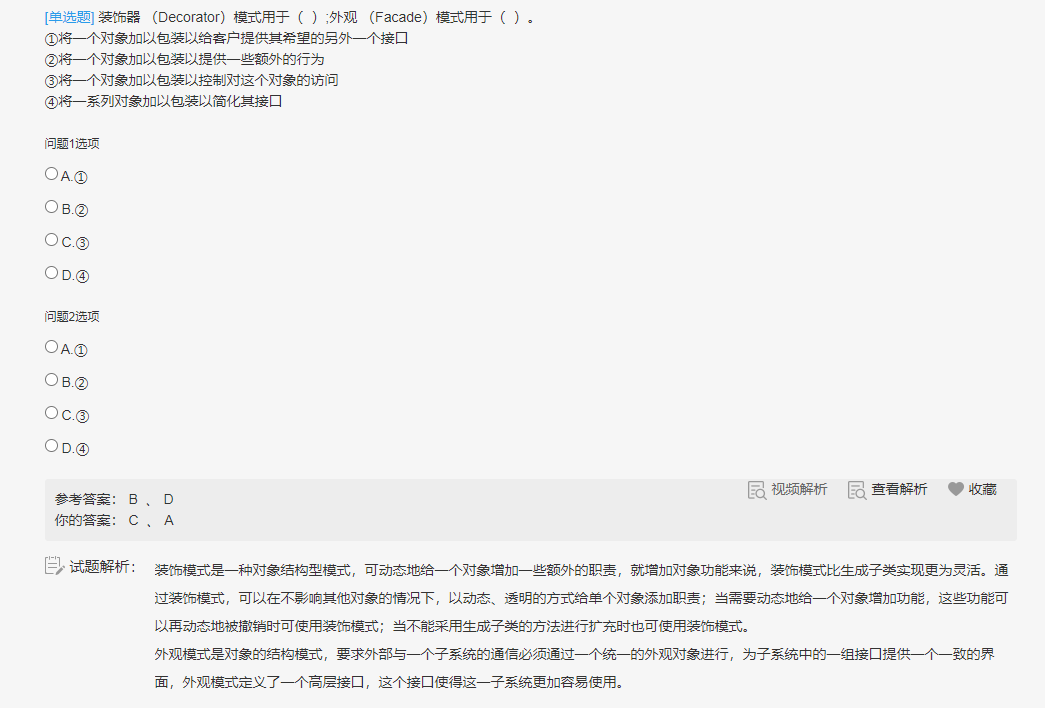 [单选题] 装饰器 （Decorator）模式用于（ ）;外观 （Facade）模式用于（ ）。
①将一个对象加以包装以给客户提供其希望的另外一个接口
②将一个对象加以包装以提供一些额外的行为
③将一个对象加以包装以控制对这个对象的访问
④将一系列对象加以包装以简化其接口
问题1选项
A.①
B.②
C.③
D.④
问题2选项
A.①
B.②
C.③
D.④
参考答案： B 、 D
视频解析 查看解析 收藏
你的答案： C 、 A
试题解析： 装饰模式是一种对象结构型模式，可动态地给一个对象增加一些额外的职责，就增加对象功能来说，装饰模式比生成子类实现更为灵活。通
过装饰模式，可以在不影响其他对象的情况下，以动态、透明的方式给单个对象添加职责；当需要动态地给一个对象增加功能，这些功能可
以再动态地被撤销时可使用装饰模式；当不能采用生成子类的方法进行扩充时也可使用装饰模式。
外观模式是对象的结构模式，要求外部与一个子系统的通信必须通过一个统一的外观对象进行，为子系统中的一组接口提供一个一致的界
面，外观模式定义了一个高层接口，这个接口使得这一子系统更加容易使用。